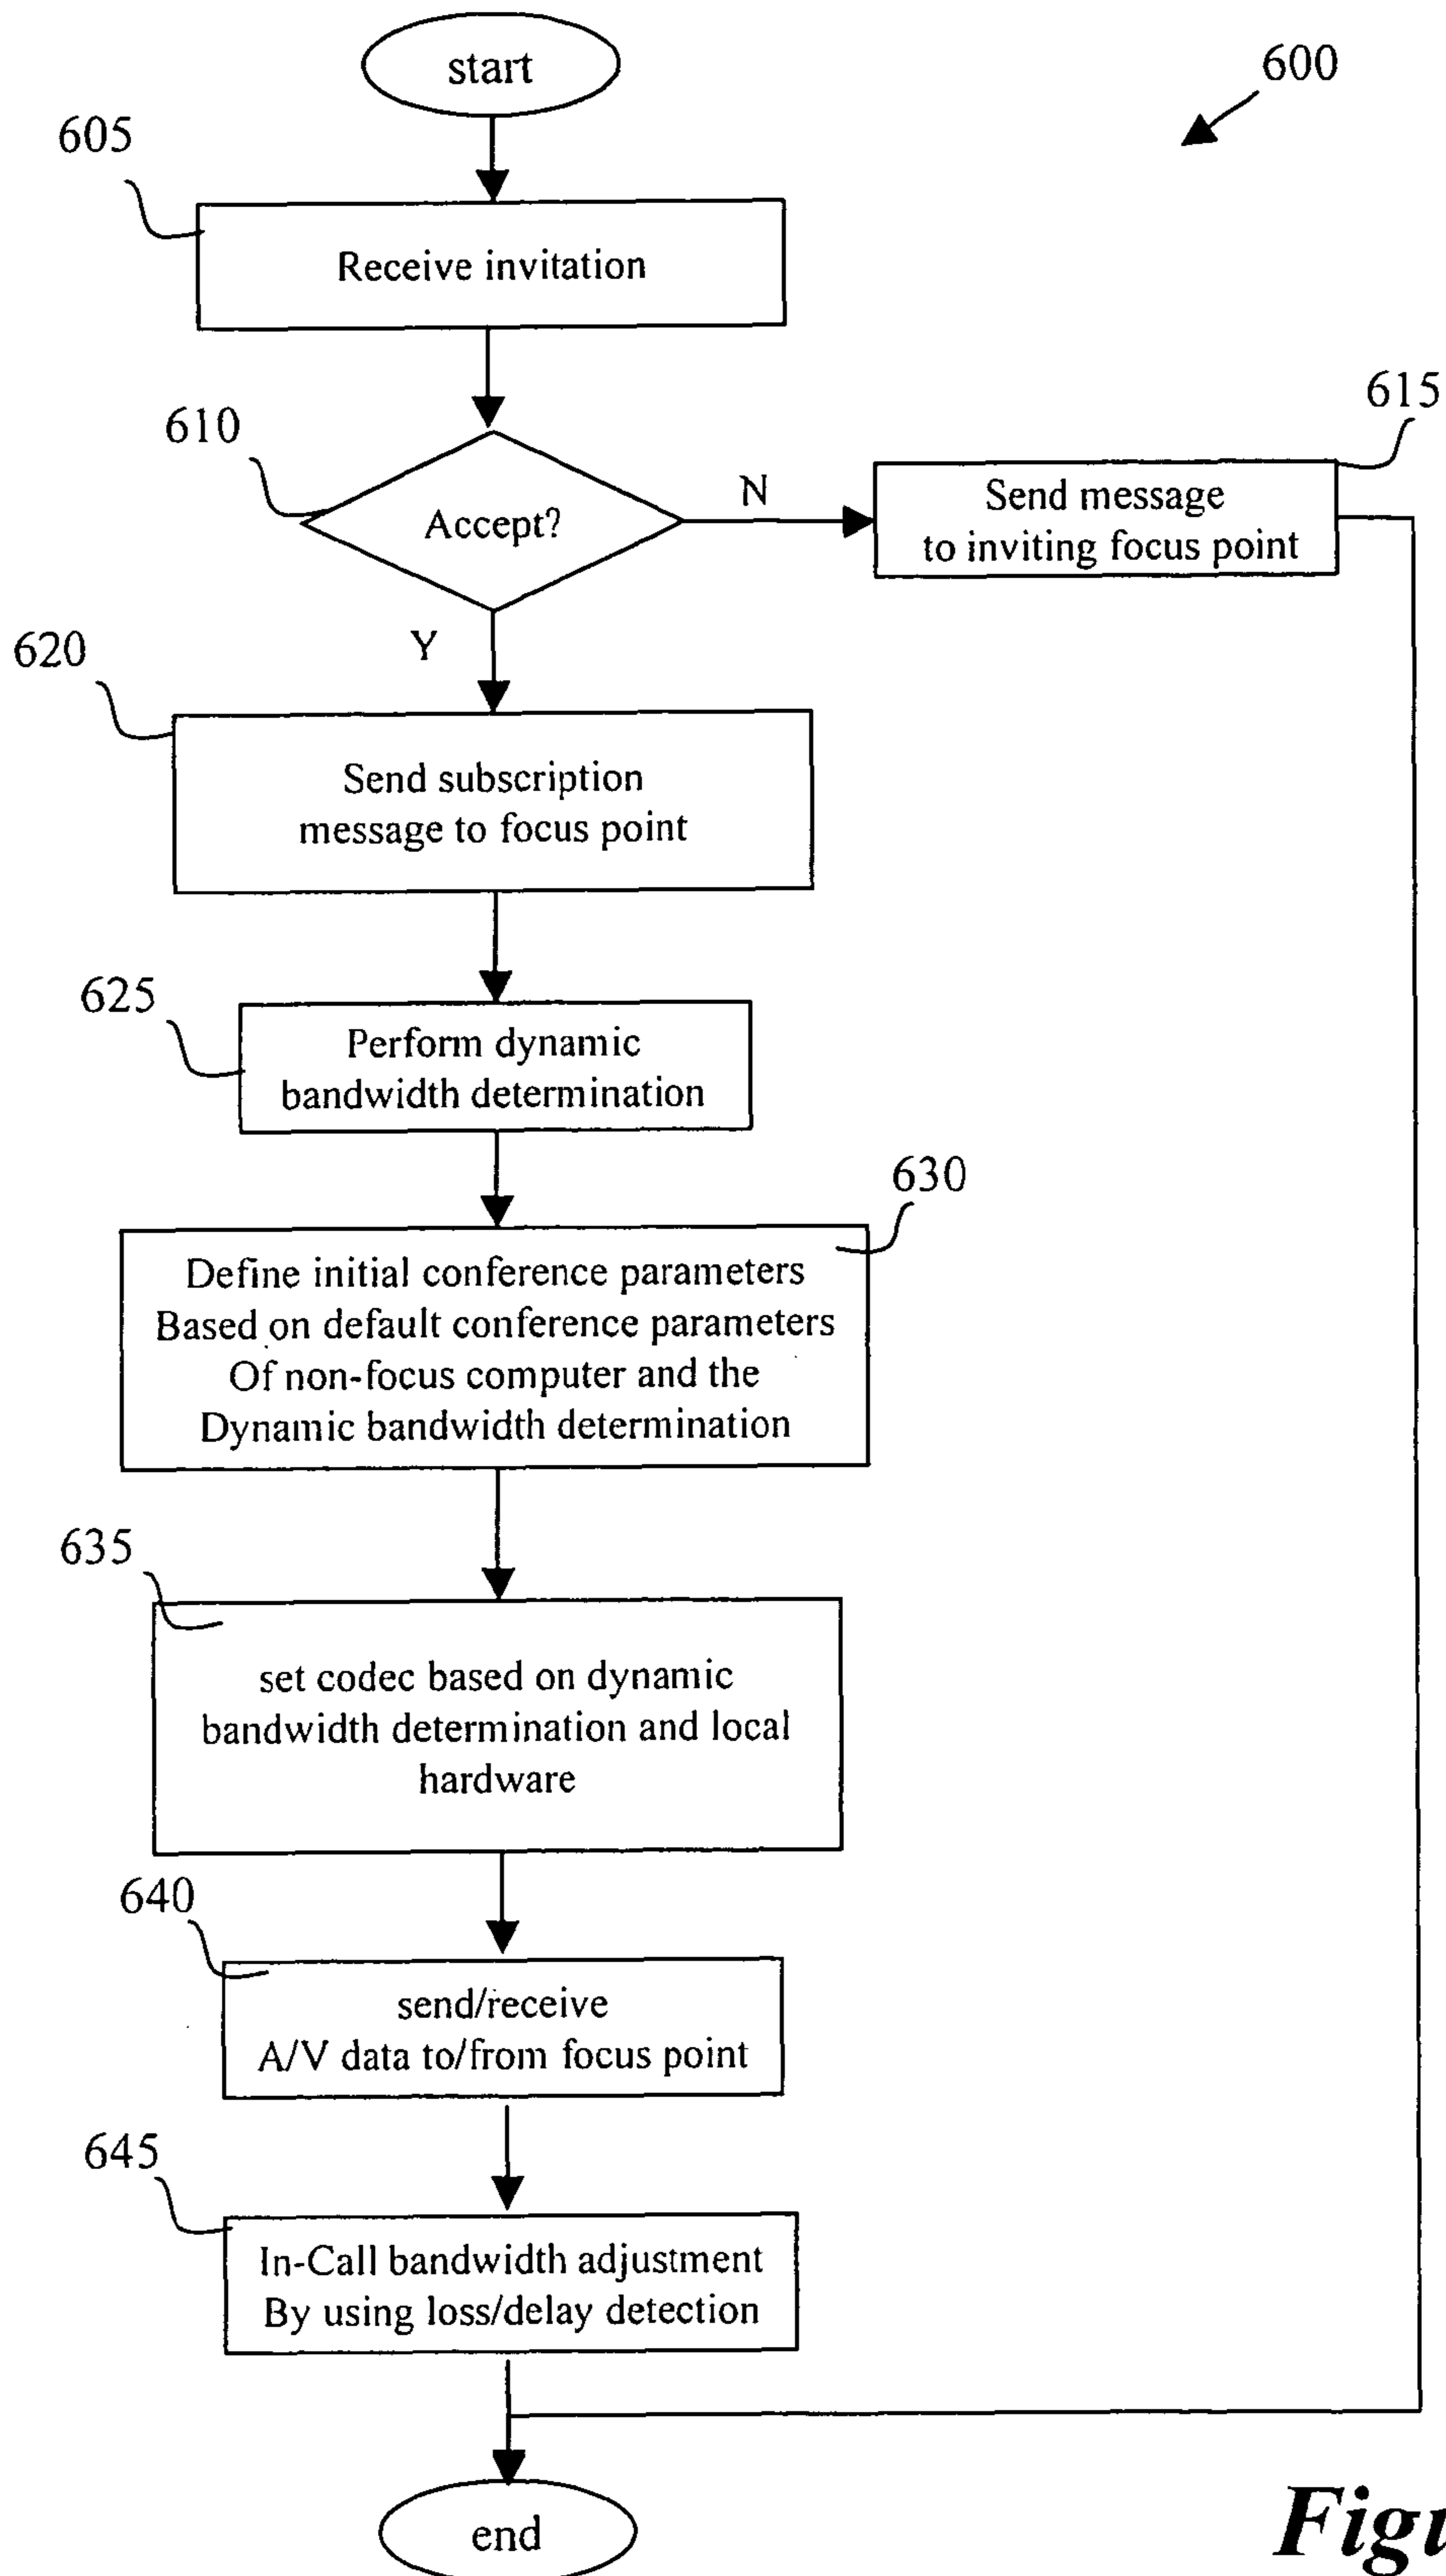 start
600
605
Receive invitation
610
Accept?
N
615
Send message
to inviting focus point
Y
620
Send subscription
message to focus point
625
Perform dynamic
bandwidth determination
630
Define initial conference parameters
Based on default conference parameters
Of non-focus computer and the
Dynamic bandwidth determination
635
set codec based on dynamic
bandwidth determination and local
hardware
640
send/receive
A/V data to/from focus point
645
In-Call bandwidth adjustment
By using loss/delay detection
end